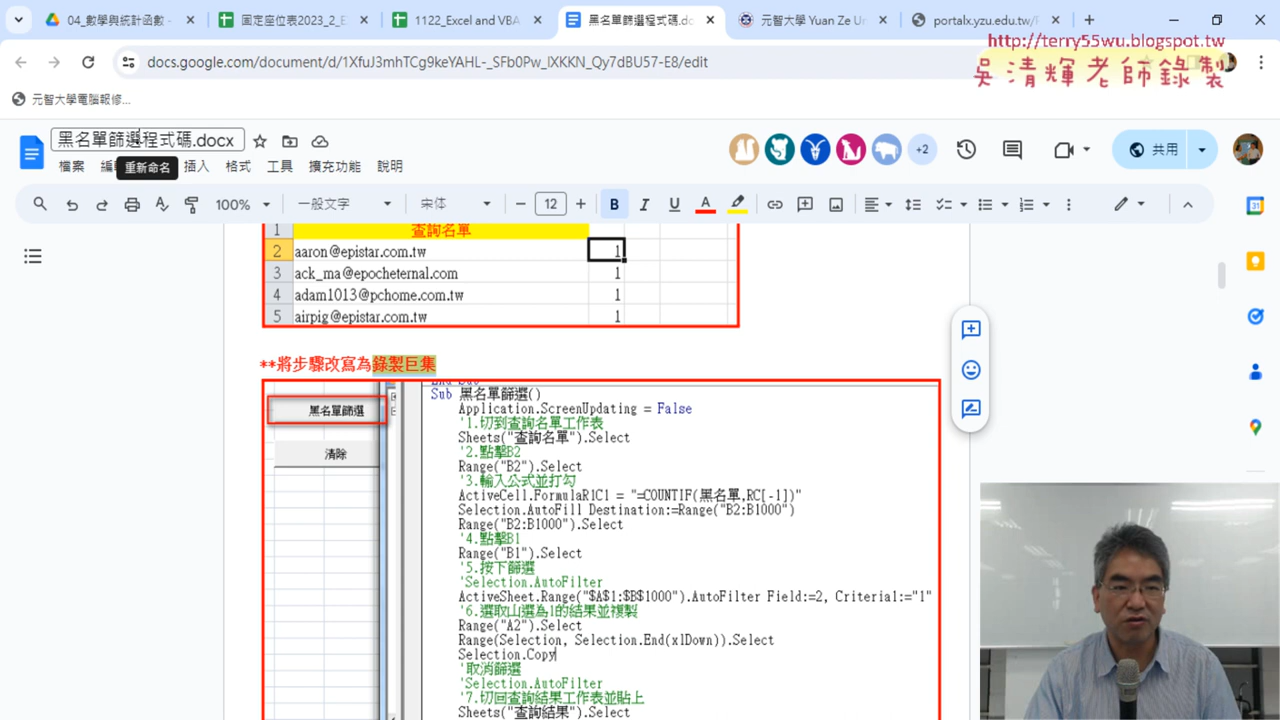 04_數學與統計函數 -
固定座位表2023_2_E
1122_Excel and VBA
黑名單篩選程式碼.do
元智大學 Yuan Ze Un
portalx.yzu.edu.tw/
http://terry55wu.blogspot.tw
docs.google.com/document/d/1XfuJ3mhTCg9keYAHL-_SFb0Pw_lXKKN_Qy7dBU57-E8/edit
吳清輝老師錄製
元智大學電腦報修...
黑名單篩選程式碼.docx
+2
共用
檔案
重新命名
插入
格式
工具
擴充功能
說明
100%
一般文字
宋体
12
B
I
U
A
31
1
查詢名單
2
aaron@epistar.com.tw
1
3
ack_ma@epocheternal.com
1
4
adam1013@pchome.com.tw
1
5
airpig@epistar.com.tw
1
**將步驟改寫為錄製巨集
黑名單篩選
清除
End Sub
Sub 黑名單篩選()
Application.ScreenUpdating = False
'1.切到查詢名單工作表
Sheets("查詢名單").Select
'2.點擊B2
Range("B2").Select
'3.輸入公式並打勾
ActiveCell.FormulaR1C1 = "=COUNTIF(黑名單,RC[-1])"
Selection.AutoFill Destination:=Range("B2:B1000")
Range("B2:B1000").Select
'4.點擊B1
Range("B1").Select
'5.按下篩選
'Selection.AutoFilter
ActiveSheet.Range("$A$1:$B$1000").AutoFilter Field:=2, Criteria1:="1"
'6.選取山選為1的結果並複製
Range("A2").Select
Range(Selection, Selection.End(xlDown)).Select
Selection.Copy
'取消篩選
'Selection.AutoFilter
'7.切回查詢結果工作表並貼上
Sheets("查詢結果").Select